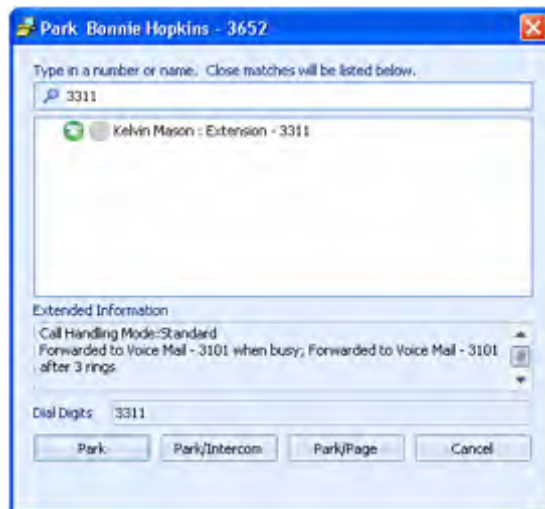 Park Bonnie Hopkins - 3652
Type in a number or name. Close matches will be listed below.
3311
Kelvin Mason : Extension - 3311
Extended Information
Call Handling Mode:Standard
Forwarded to Voice Mail - 3101 when busy; Forwarded to Voice Mail - 3101
after 3 rings
Dial Digits 3311
Park Park/Intercom Park/Page Cancel